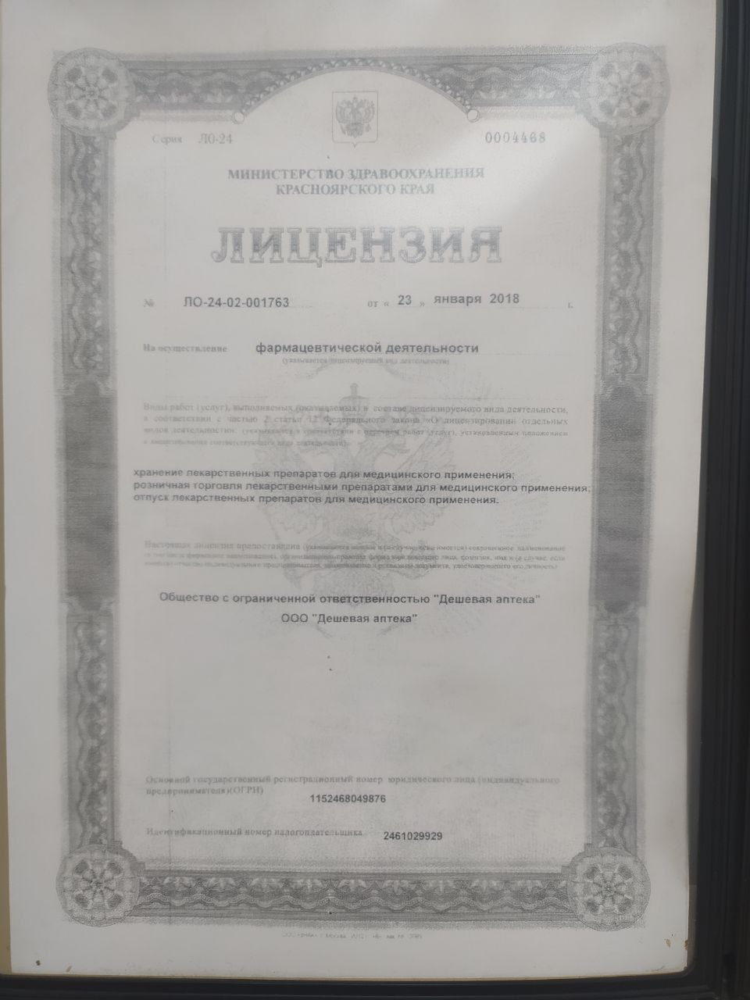 Серия ЛО-24 0004468
МИНИСТЕРСТВО ЗДРАВООХРАНЕНИЯ
КРАСНОЯРСКОГО КРАЯ
ЛИЦЕНЗИЯ
№ ЛО-24-02-001763 от « 23 » января 2018 г.
На осуществление фармацевтической деятельности
(указывается лицензируемый вид деятельности)
Виды работ (услуг), выполняемых (оказываемых) в составе лицензируемого вида деятельности,
в соответствии с частью 2 статьи 12 Федерального закона «О лицензировании отдельных
видов деятельности»: (указываются в соответствии с перечнем работ (услуг), установленным положением
о лицензировании соответствующего вида деятельности)
хранение лекарственных препаратов для медицинского применения;
розничная торговля лекарственными препаратами для медицинского применения;
отпуск лекарственных препаратов для медицинского применения.
Настоящая лицензия предоставлена (указывается полное и (в случае, если имеется) сокращенное наименование
(в том числе фирменное наименование), организационно-правовая форма юридического лица, фамилия, имя и (в случае, если
имеется) отчество индивидуального предпринимателя, наименование и реквизиты документа, удостоверяющего его личность)
Общество с ограниченной ответственностью "Дешевая аптека"
ООО "Дешевая аптека"
Основной государственный регистрационный номер юридического лица (индивидуального
предпринимателя)(ОГРН)
1152468049876
Идентификационный номер налогоплательщика 2461029929